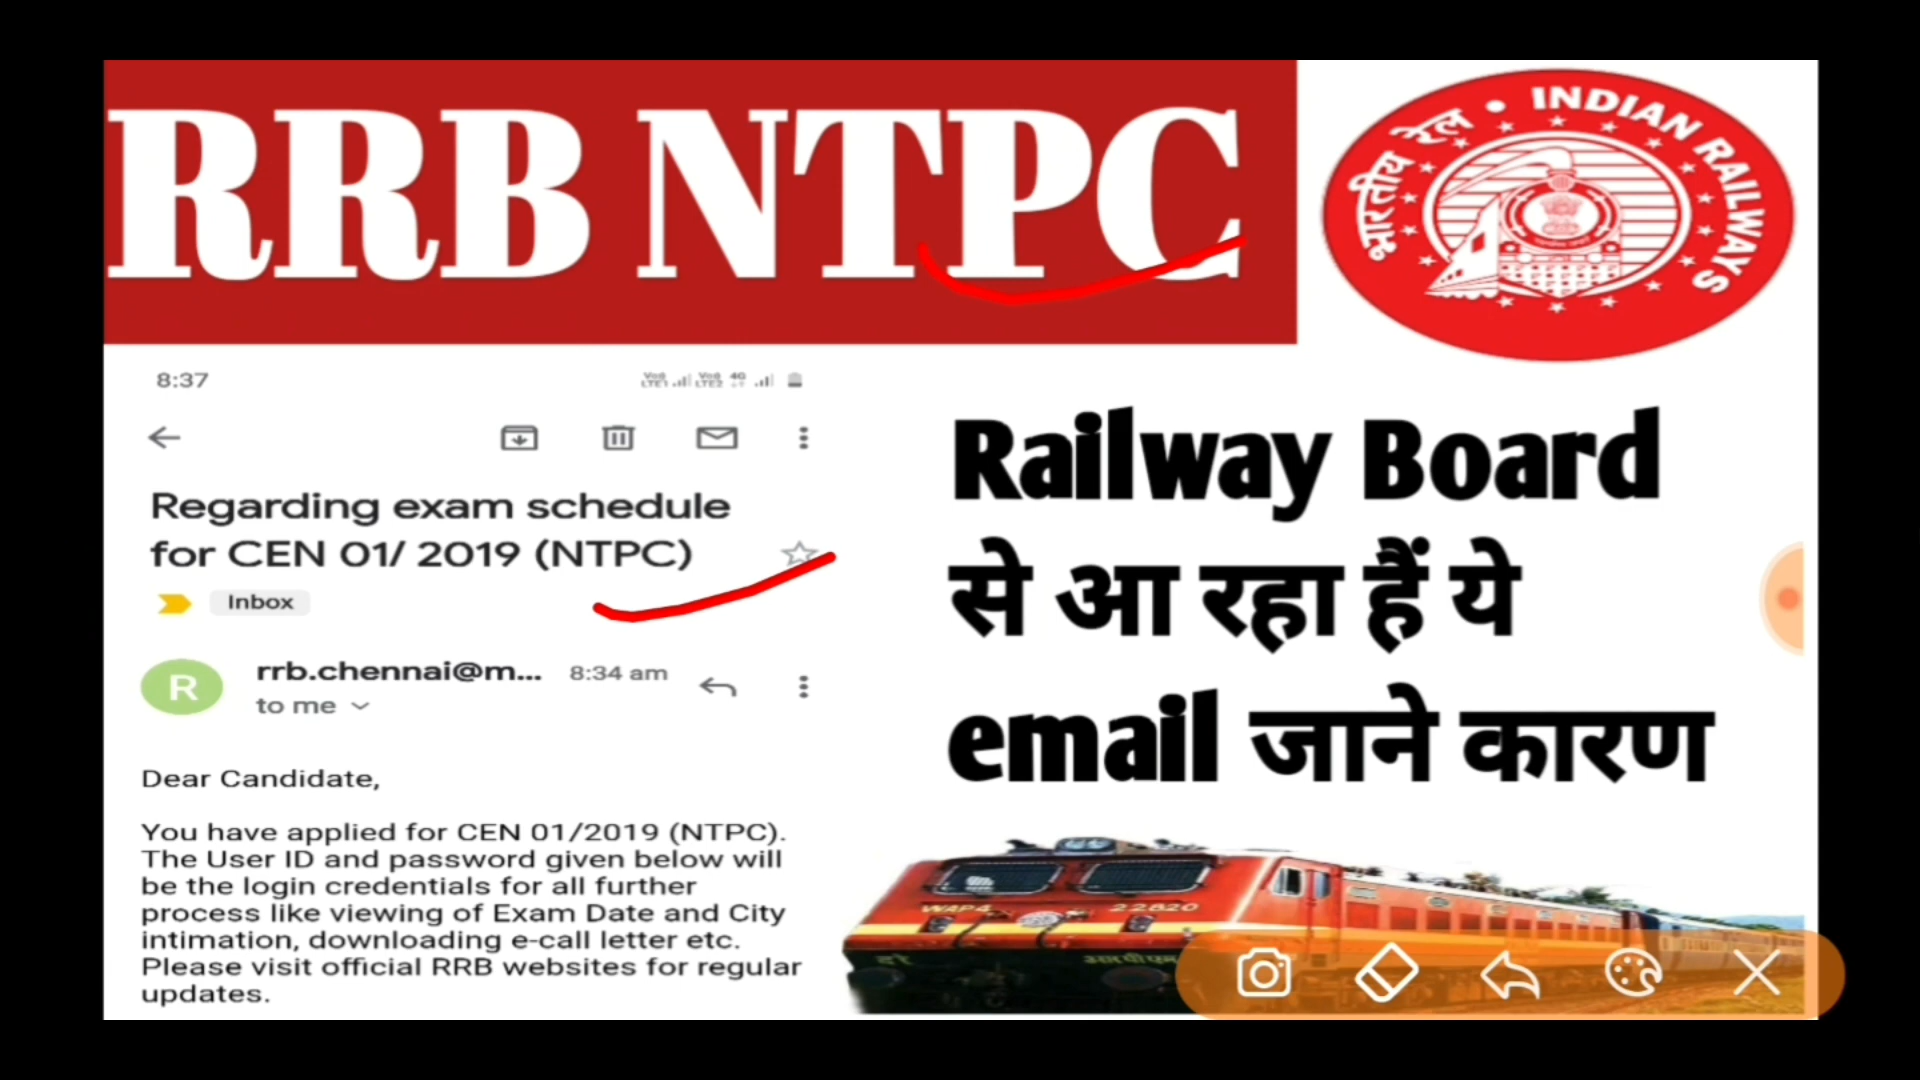 RRB NTPC
भारतीय रेल • INDIAN RAILWAYS
8:37
Regarding exam schedule
for CEN 01/ 2019 (NTPC)
Inbox
R
rrb.chennai@m... 8:34 am
to me
Dear Candidate,
You have applied for CEN 01/2019 (NTPC).
The User ID and password given below will
be the login credentials for all further
process like viewing of Exam Date and City
intimation, downloading e-call letter etc.
Please visit official RRB websites for regular
updates.
Railway Board
से आ रहा हैं ये
email जाने कारण
WAP4 22820